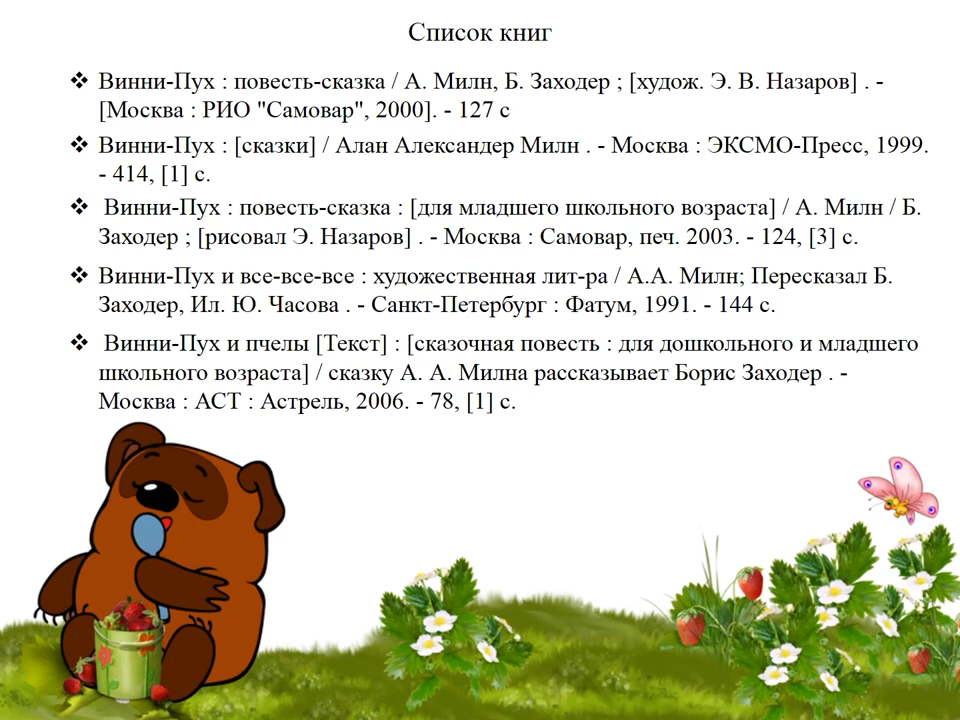 Список книг
❖ Винни-Пух : повесть-сказка / А. Милн, Б. Заходер ; [худож. Э. В. Назаров] . -
[Москва : РИО "Самовар", 2000]. - 127 с
❖ Винни-Пух : [сказки] / Алан Александер Милн . - Москва : ЭКСМО-Пресс, 1999.
- 414, [1] с.
❖ Винни-Пух : повесть-сказка : [для младшего школьного возраста] / А. Милн / Б.
Заходер ; [рисовал Э. Назаров] . - Москва : Самовар, печ. 2003. - 124, [3] с.
❖ Винни-Пух и все-все-все : художественная лит-ра / А.А. Милн; Пересказал Б.
Заходер, Ил. Ю. Часова . - Санкт-Петербург : Фатум, 1991. - 144 с.
❖ Винни-Пух и пчелы [Текст] : [сказочная повесть : для дошкольного и младшего
школьного возраста] / сказку А. А. Милна рассказывает Борис Заходер . -
Москва : АСТ : Астрель, 2006. - 78, [1] с.